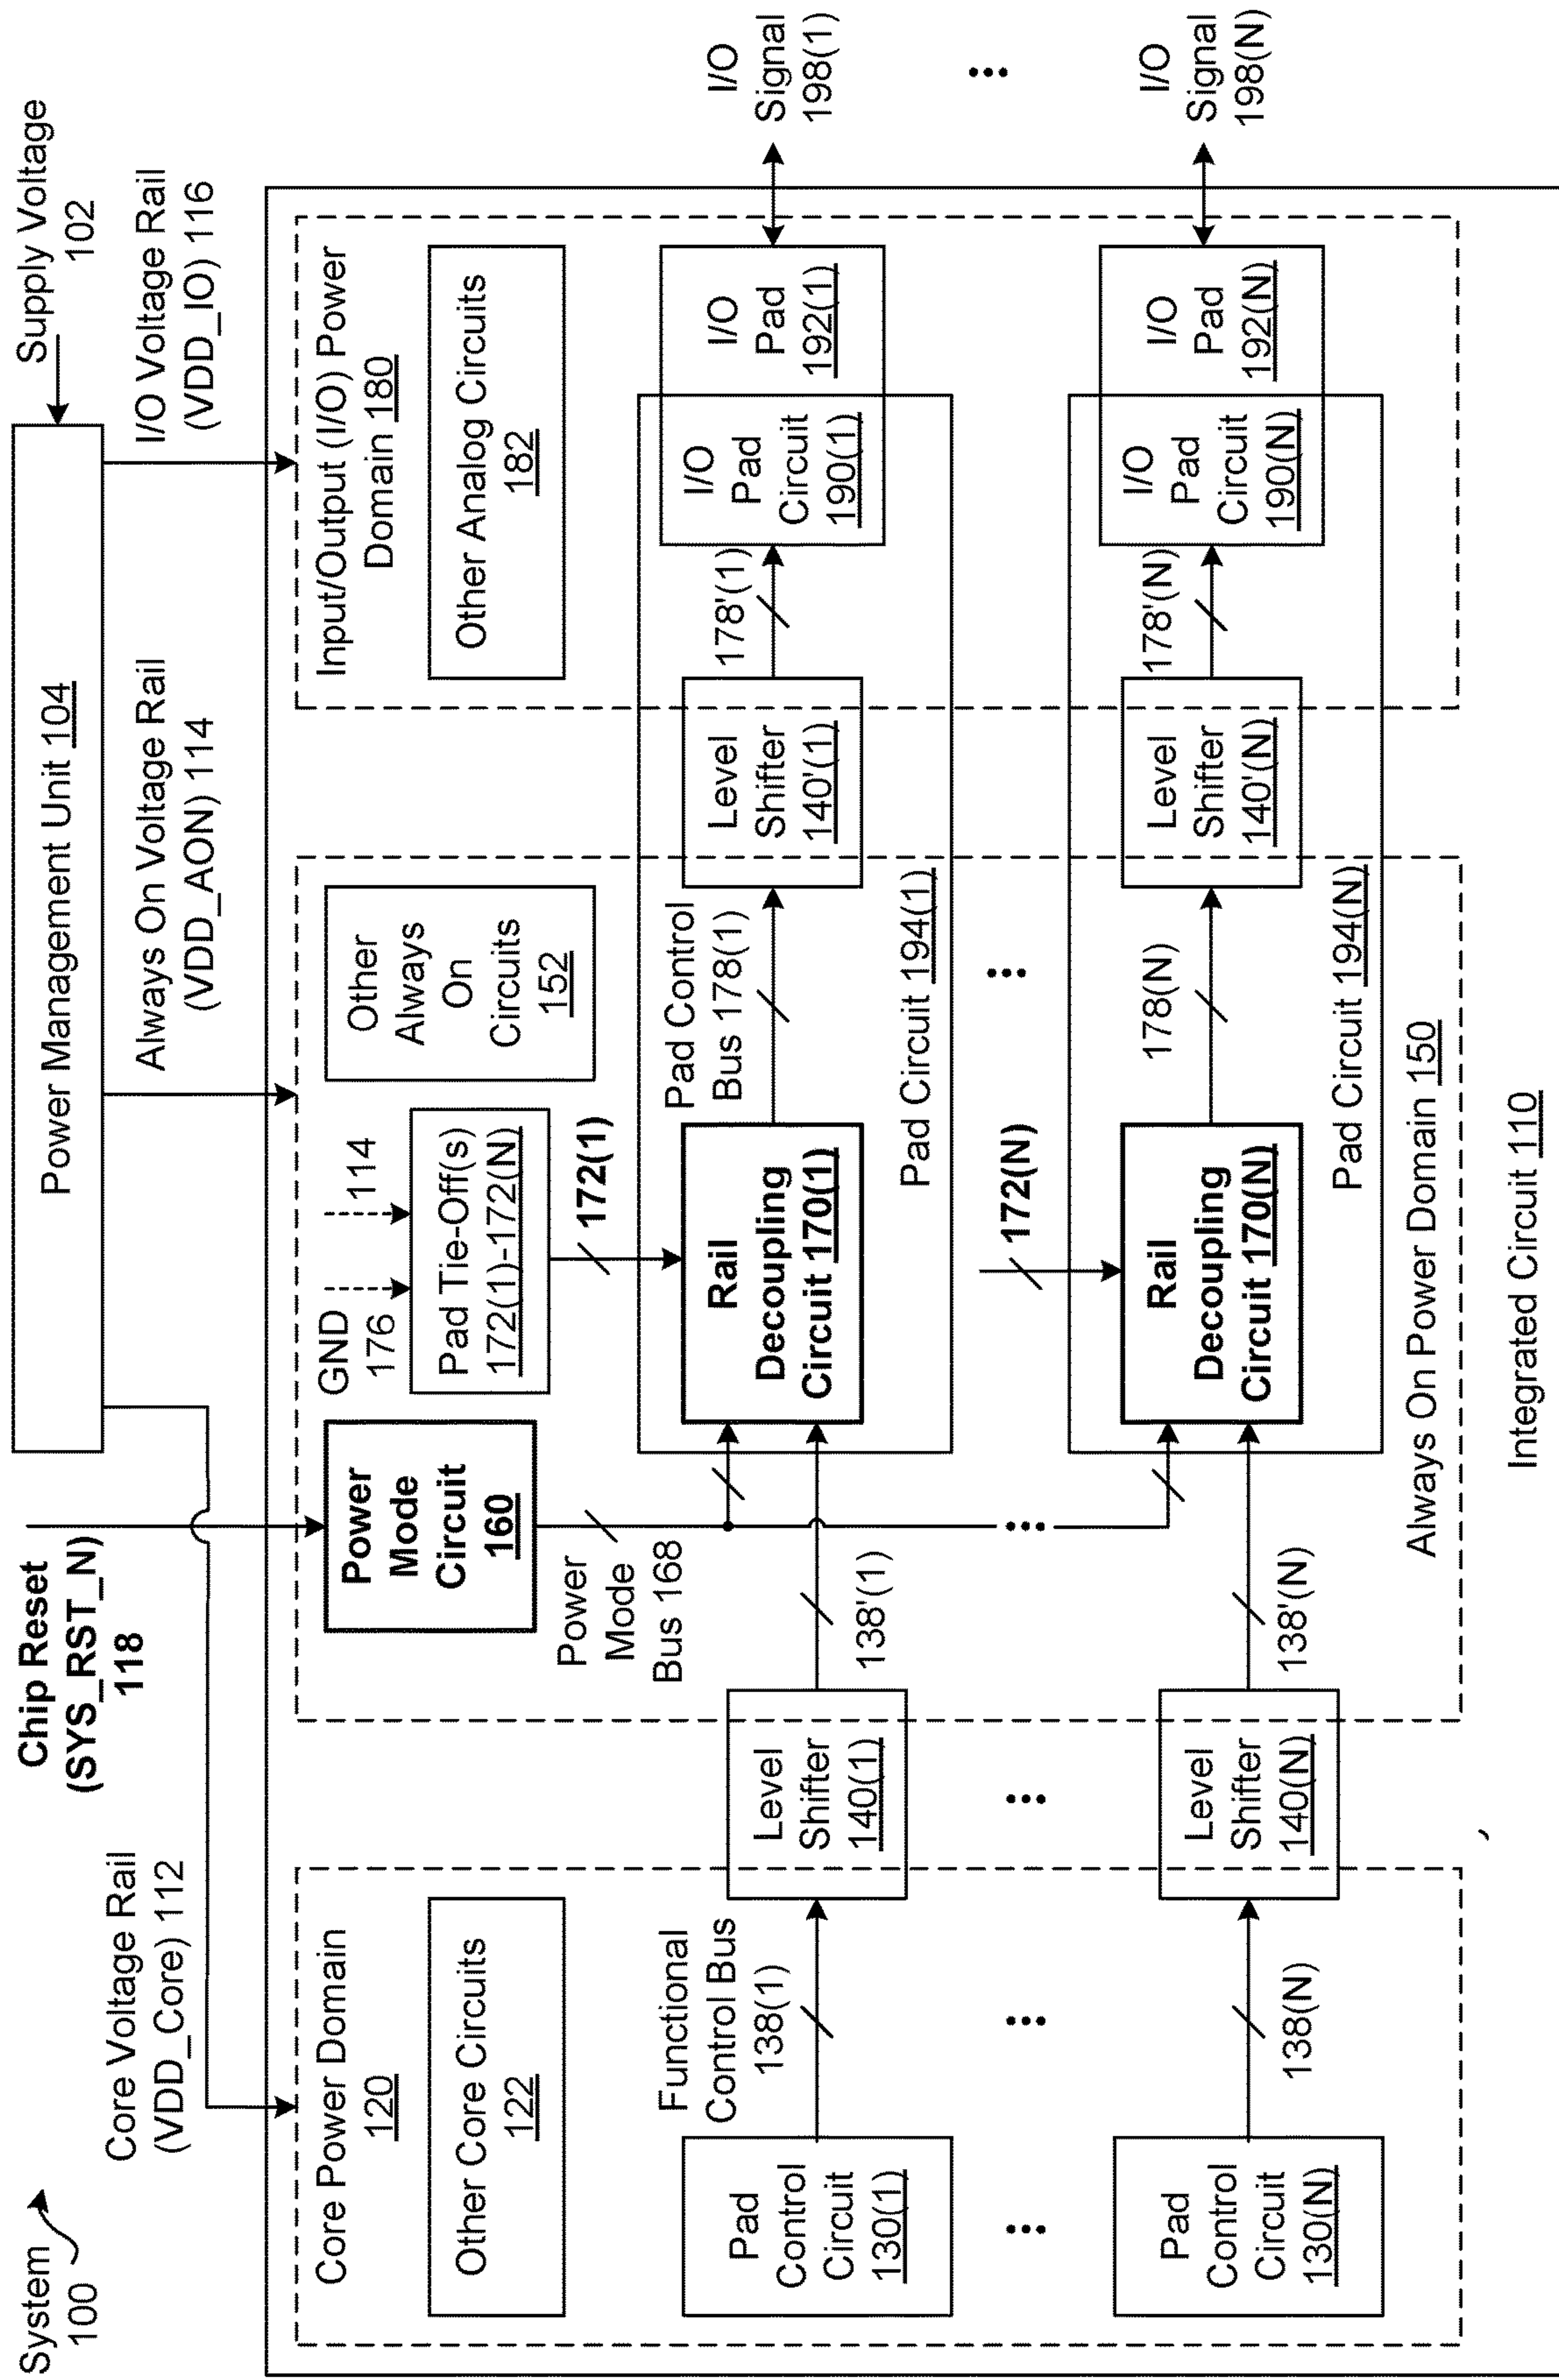 System
100
Chip Reset
(SYS_RST_N)
118
Power Management Unit 104
Supply Voltage
102
Core Voltage Rail
(VDD_Core) 112
Always On Voltage Rail
(VDD_AON) 114
I/O Voltage Rail
(VDD_IO) 116
Core Power Domain
120
Other Core Circuits
122
Functional
Control Bus
138(1)
Pad
Control
Circuit
130(1)
Level
Shifter
140(1)
138'(1)
Power
Mode
Circuit
160
Power
Mode
Bus 168
GND
176
114
Pad Tie-Off(s)
172(1)-172(N)
172(1)
Other
Always
On
Circuits
152
Rail
Decoupling
Circuit 170(1)
Pad Control
Bus 178(1)
Pad Circuit 194(1)
Level
Shifter
140'(1)
178'(1)
Input/Output (I/O) Power
Domain 180
Other Analog Circuits
182
I/O
Pad
Circuit
190(1)
I/O
Pad
192(1)
I/O
Signal
198(1)
Pad
Control
Circuit
130(N)
138(N)
Level
Shifter
140(N)
138'(N)
172(N)
Rail
Decoupling
Circuit 170(N)
178(N)
Pad Circuit 194(N)
Level
Shifter
140'(N)
178'(N)
I/O
Pad
Circuit
190(N)
I/O
Pad
192(N)
I/O
Signal
198(N)
Always On Power Domain 150
Integrated Circuit 110